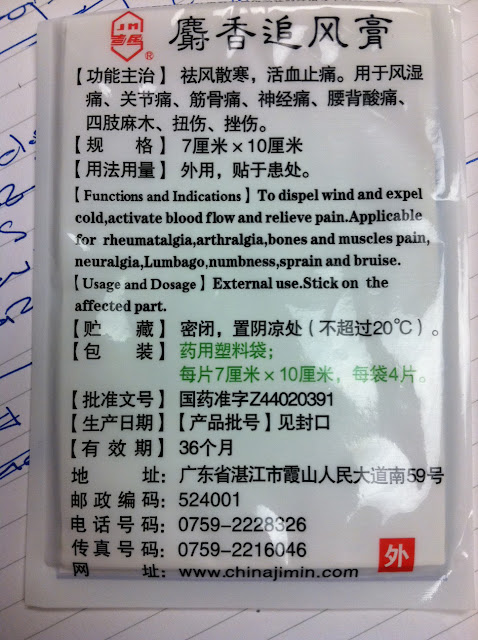 JM
®
麝香追风膏
【功能主治】祛风散寒，活血止痛。用于风湿
痛、关节痛、筋骨痛、神经痛、腰背酸痛、
四肢麻木、扭伤、挫伤。
【规 格】7厘米×10厘米
【用法用量】外用，贴于患处。
【Functions and Indications】To dispel wind and expel
cold,activate blood flow and relieve pain.Applicable
for rheumatalgia,arthralgia,bones and muscles pain,
neuralgia,Lumbago,numbness,sprain and bruise.
【Usage and Dosage】External use.Stick on the
affected part.
【贮 藏】密闭，置阴凉处（不超过20℃）。
【包 装】药用塑料袋；
每片7厘米×10厘米，每袋4片。
【批准文号】国药准字Z44020391
【生产日期】【产品批号】见封口
【有 效 期】36个月
地 址：广东省湛江市霞山人民大道南59号
邮政编码：524001
电话号码：0759-2228326
传真号码：0759-2216046
网 址：www.chinajimin.com
外